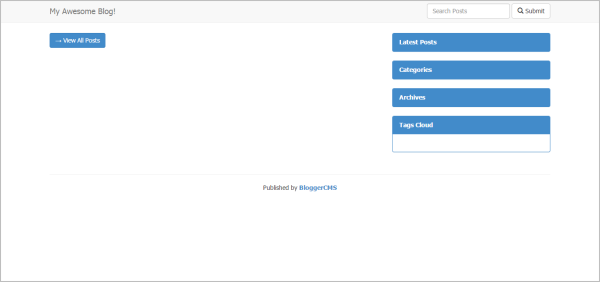 My Awesome Blog!
Search Posts
Submit
→ View All Posts
Latest Posts
Categories
Archives
Tags Cloud
Published by BloggerCMS